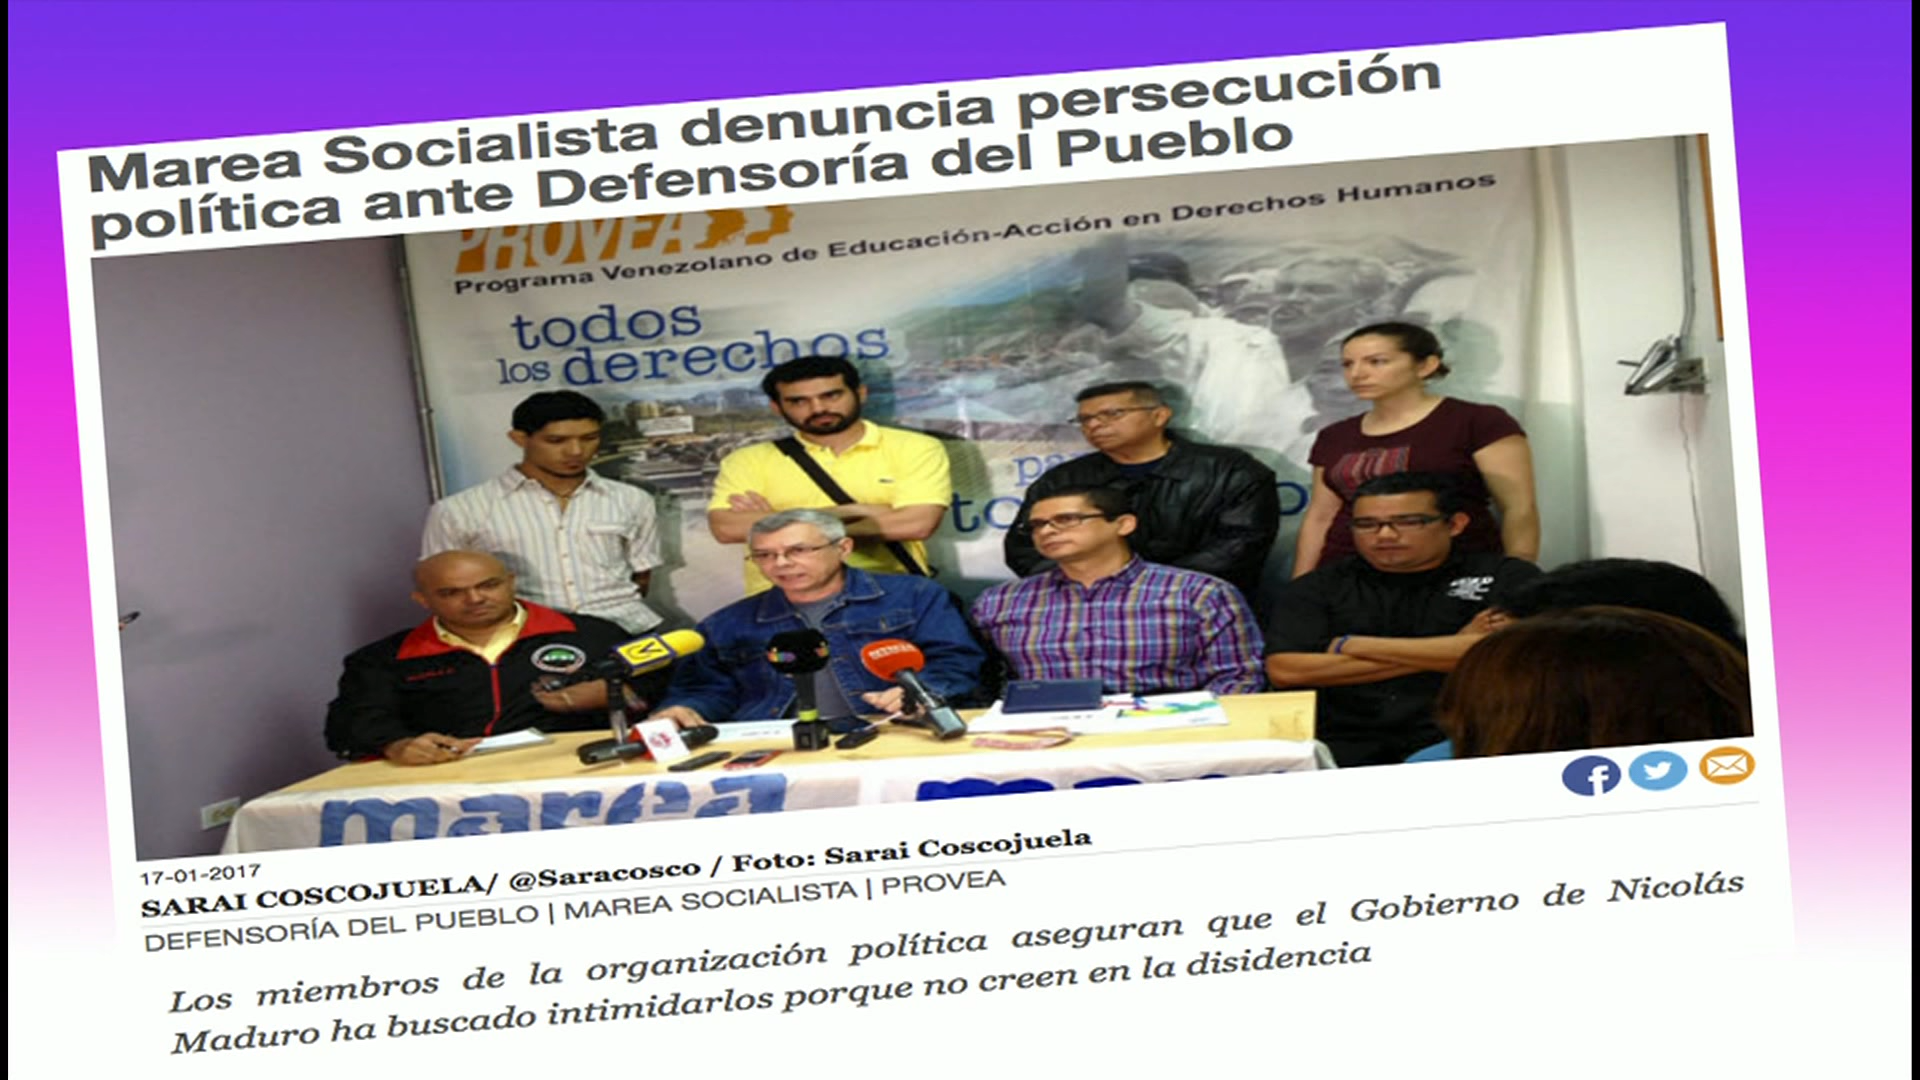 Marea Socialista denuncia persecución
política ante Defensoría del Pueblo
PROVEA
Programa Venezolano de Educación-Acción en Derechos Humanos
todos
los derechos
marea
17-01-2017
SARAI COSCOJUELA/ @Saracosco / Foto: Sarai Coscojuela
DEFENSORÍA DEL PUEBLO | MAREA SOCIALISTA | PROVEA
Los miembros de la organización política aseguran que el Gobierno de Nicolás
Maduro ha buscado intimidarlos porque no creen en la disidencia